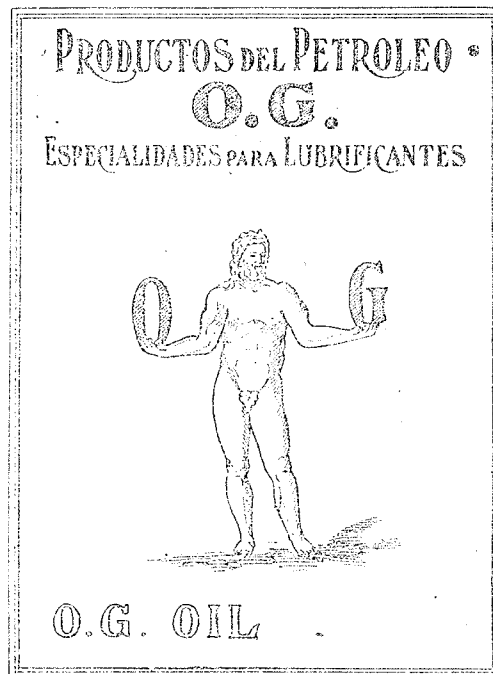 PRODUCTOS DEL PETROLEO
O.G.
ESPECIALIDADES PARA LUBRIFICANTES
O G
O.G. OIL